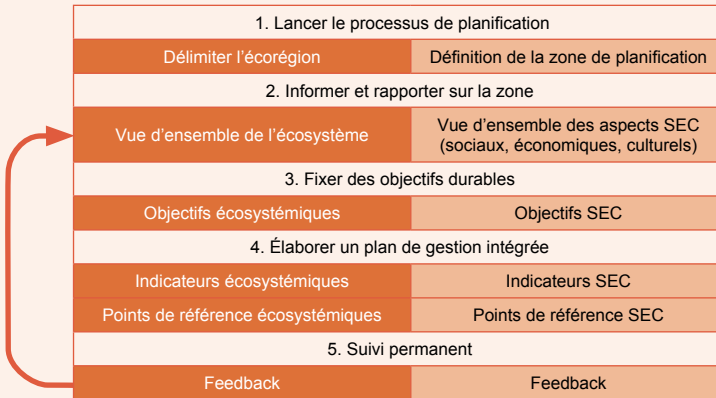 1. Lancer le processus de planification
Délimiter l’écorégion
Définition de la zone de planification
2. Informer et rapporter sur la zone
Vue d’ensemble de l’écosystème
Vue d’ensemble des aspects SEC
(sociaux, économiques, culturels)
3. Fixer des objectifs durables
Objectifs écosystémiques
Objectifs SEC
4. Élaborer un plan de gestion intégrée
Indicateurs écosystémiques
Indicateurs SEC
Points de référence écosystémiques
Points de référence SEC
5. Suivi permanent
Feedback
Feedback